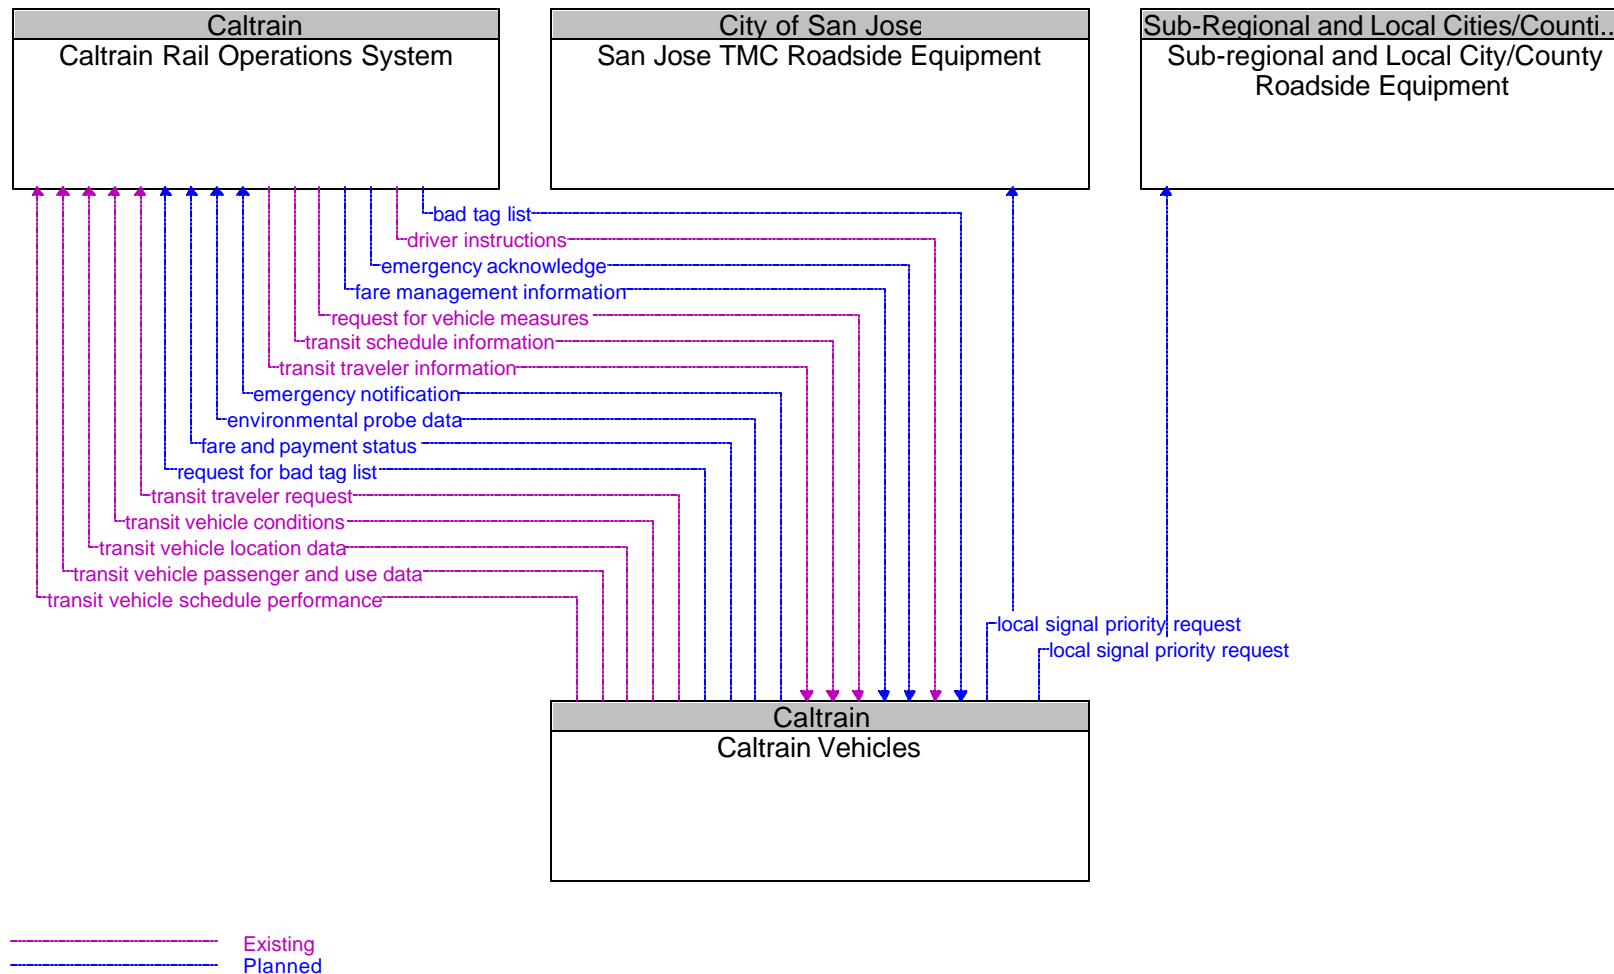 Caltrain
Caltrain Rail Operations System
City of San Jose
San Jose TMC Roadside Equipment
Sub-Regional and Local Cities/Counti..
Sub-regional and Local City/County
Roadside Equipment
bad tag list
driver instructions
emergency acknowledge
fare management information
request for vehicle measures
transit schedule information
transit traveler information
emergency notification
environmental probe data
fare and payment status
request for bad tag list
transit traveler request
transit vehicle conditions
transit vehicle location data
transit vehicle passenger and use data
transit vehicle schedule performance
local signal priority request
local signal priority request
Caltrain
Caltrain Vehicles
Existing
Planned